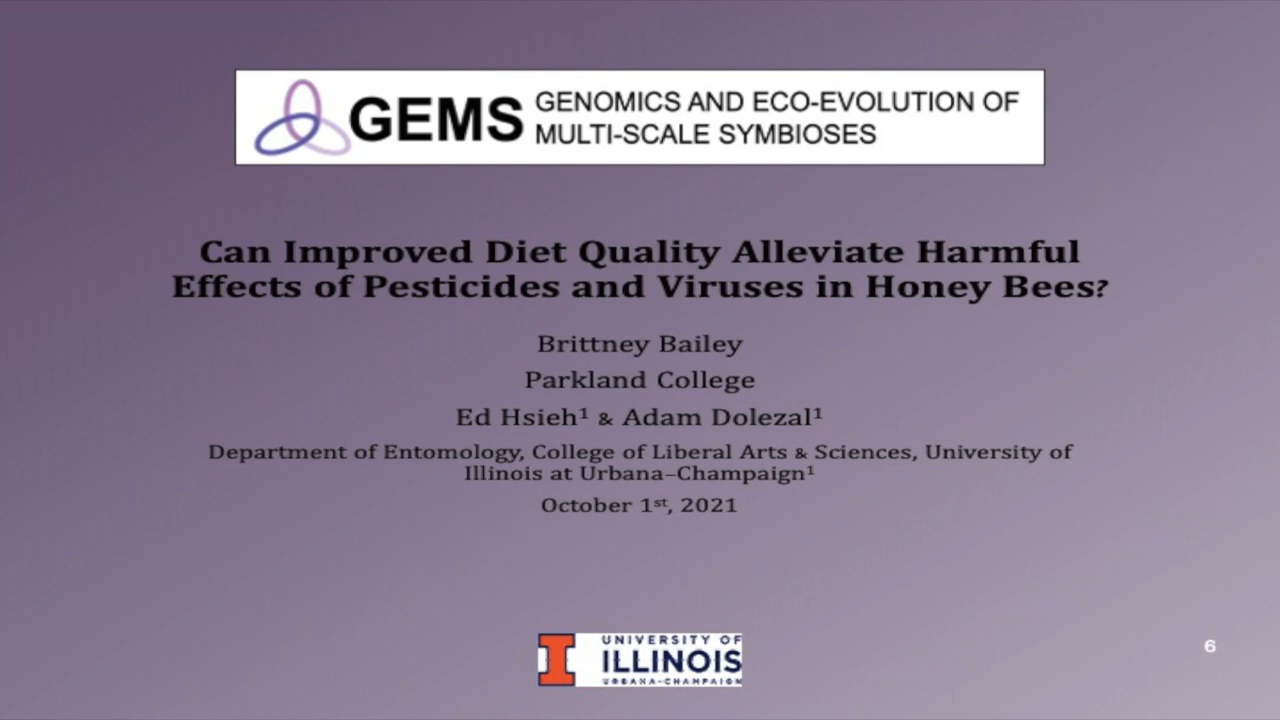 GEMS GENOMICS AND ECO-EVOLUTION OF
MULTI-SCALE SYMBIOSES
Can Improved Diet Quality Alleviate Harmful
Effects of Pesticides and Viruses in Honey Bees?
Brittney Bailey
Parkland College
Ed Hsieh¹ & Adam Dolezal¹
Department of Entomology, College of Liberal Arts & Sciences, University of
Illinois at Urbana–Champaign¹
October 1ˢᵗ, 2021
UNIVERSITY OF
ILLINOIS
URBANA-CHAMPAIGN
6